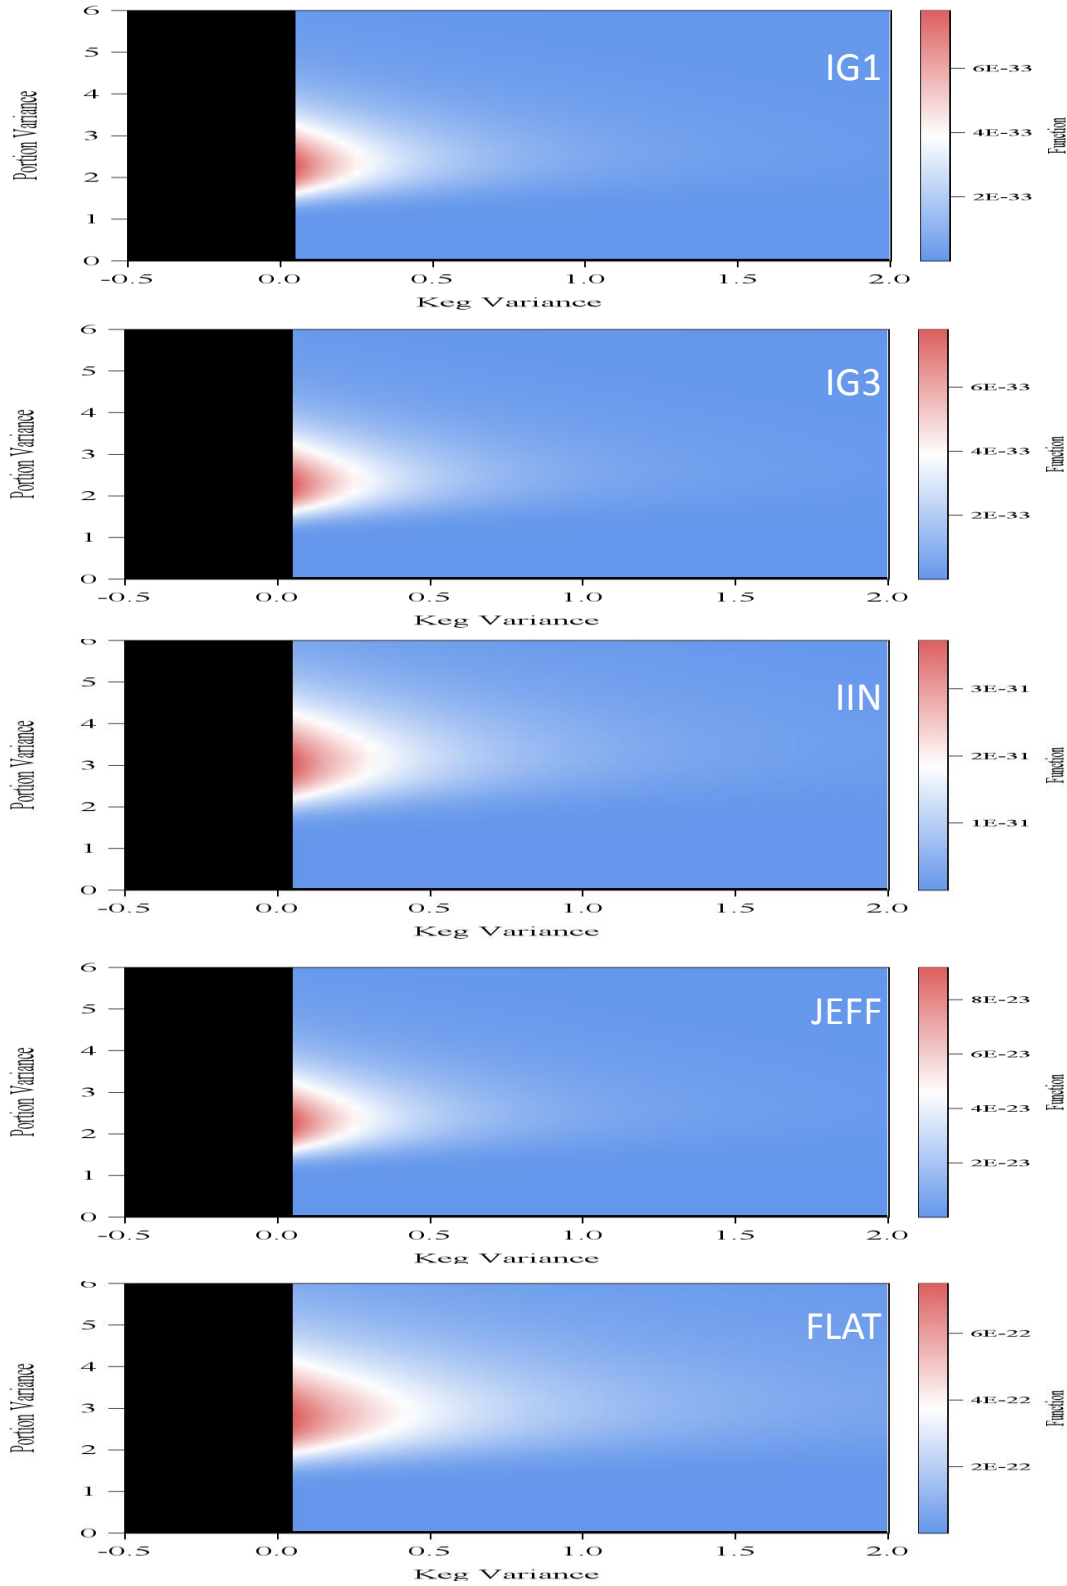 6
5
IG1
6E-33
4
Portion Variance
3
4E-33
Function
2
2E-33
1
0
-0.5 0.0 0.5 1.0 1.5 2.0
Keg Variance
6
5
IG3
6E-33
4
Portion Variance
3
4E-33
Function
2
2E-33
1
0
-0.5 0.0 0.5 1.0 1.5 2.0
Keg Variance
6
5
IIN
3E-31
4
Portion Variance
3
2E-31
Function
2
1E-31
1
0
-0.5 0.0 0.5 1.0 1.5 2.0
Keg Variance
6
5
JEFF
8E-23
4
6E-23
Portion Variance
3
4E-23
Function
2
2E-23
1
0
-0.5 0.0 0.5 1.0 1.5 2.0
Keg Variance
6
5
FLAT
6E-22
4
Portion Variance
3
4E-22
Function
2
2E-22
1
0
-0.5 0.0 0.5 1.0 1.5 2.0
Keg Variance